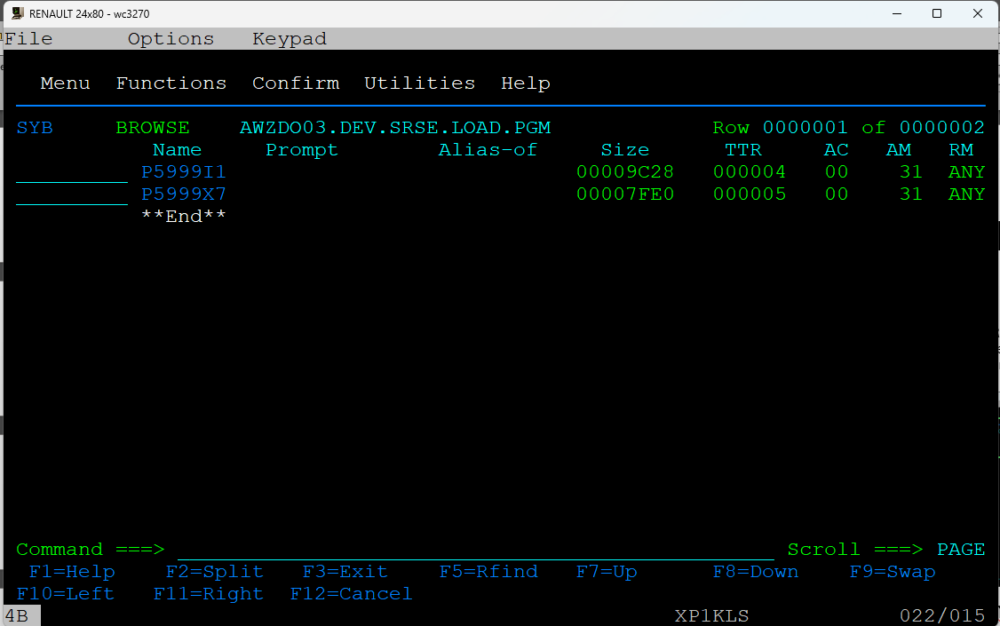 RENAULT 24x80 - wc3270
File Options Keypad
Menu Functions Confirm Utilities Help
SYB BROWSE AWZDO03.DEV.SRSE.LOAD.PGM Row 0000001 of 0000002
Name Prompt Alias-of Size TTR AC AM RM
_________ P5999I1 00009C28 000004 00 31 ANY
_________ P5999X7 00007FE0 000005 00 31 ANY
**End**
Command ===> ________________________________________________ Scroll ===> PAGE
F1=Help F2=Split F3=Exit F5=Rfind F7=Up F8=Down F9=Swap
F10=Left F11=Right F12=Cancel
4B XP1KLS 022/015